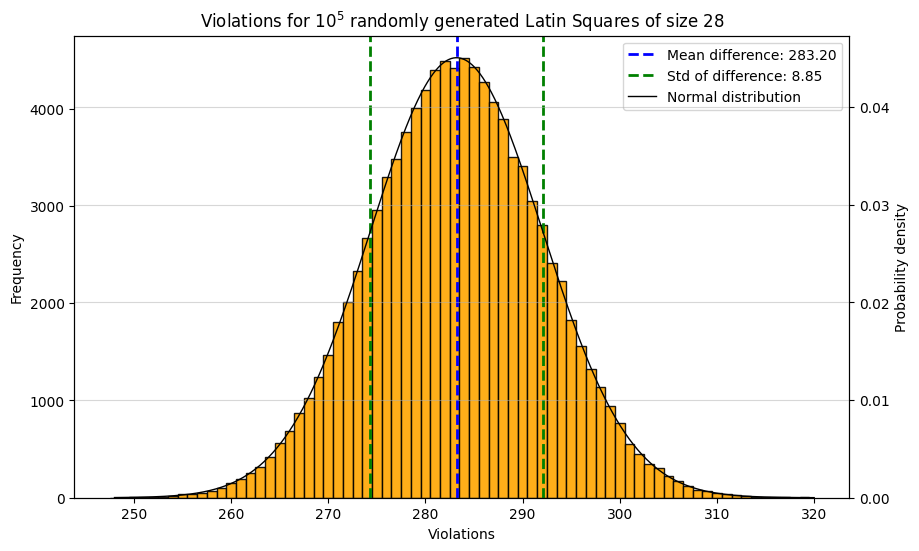 Violations for 10⁵ randomly generated Latin Squares of size 28
Mean difference: 283.20
Std of difference: 8.85
Normal distribution
Frequency
4000
3000
2000
1000
0
0.04
0.03
0.02
0.01
0.00
Probability density
250 260 270 280 290 300 310 320
Violations